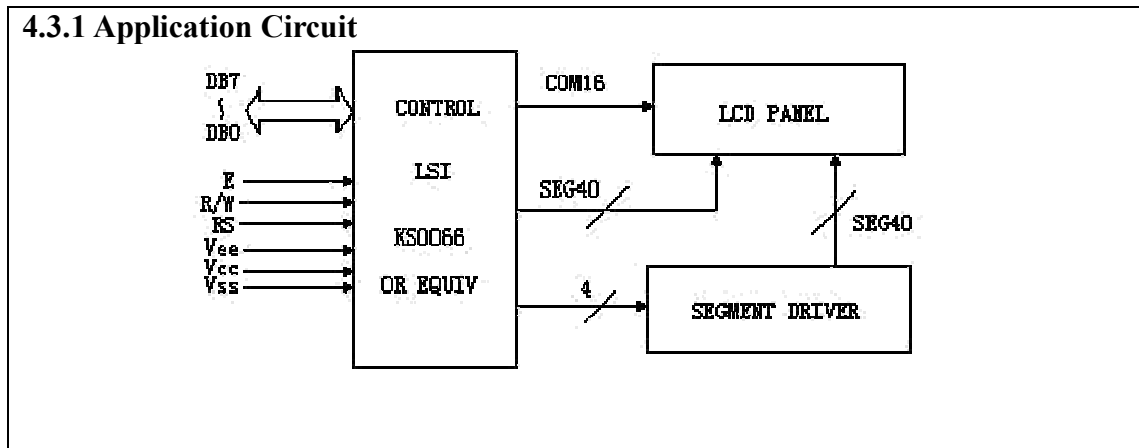 4.3.1 Application Circuit
DB7
DB0
E
R/W
RS
Vee
Vcc
Vss
CONTROL
LSI
KS0066
OR EQUIV
COM16
SEG40
4
LCD PANEL
SEG40
SEGMENT DRIVER